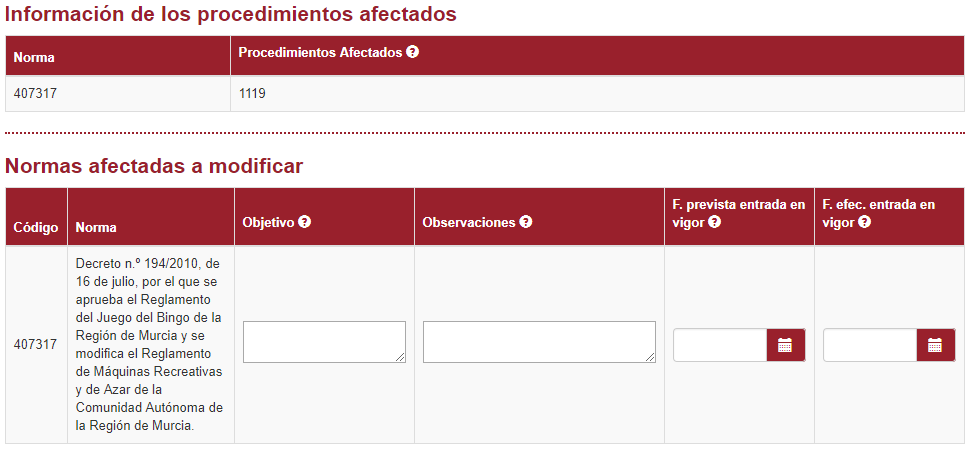 Información de los procedimientos afectados
Norma
Procedimientos Afectados
407317
1119
Normas afectadas a modificar
Código
Norma
Objetivo
Observaciones
F. prevista entrada en
vigor
F. efec. entrada en
vigor
407317
Decreto n.º 194/2010, de
16 de julio, por el que se
aprueba el Reglamento
del Juego del Bingo de la
Región de Murcia y se
modifica el Reglamento
de Máquinas Recreativas
y de Azar de la
Comunidad Autónoma de
la Región de Murcia.